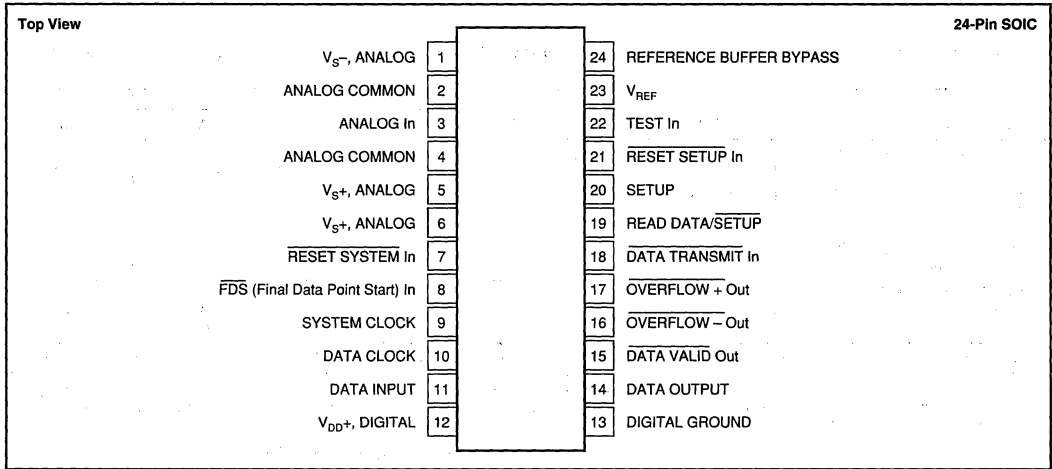 Top View
24-Pin SOIC
V_S–, ANALOG 1
ANALOG COMMON 2
ANALOG In 3
ANALOG COMMON 4
V_S+, ANALOG 5
V_S+, ANALOG 6
RESET SYSTEM In 7
FDS (Final Data Point Start) In 8
SYSTEM CLOCK 9
DATA CLOCK 10
DATA INPUT 11
V_DD+, DIGITAL 12
24 REFERENCE BUFFER BYPASS
23 V_REF
22 TEST In
21 RESET SETUP In
20 SETUP
19 READ DATA/SETUP
18 DATA TRANSMIT In
17 OVERFLOW + Out
16 OVERFLOW – Out
15 DATA VALID Out
14 DATA OUTPUT
13 DIGITAL GROUND